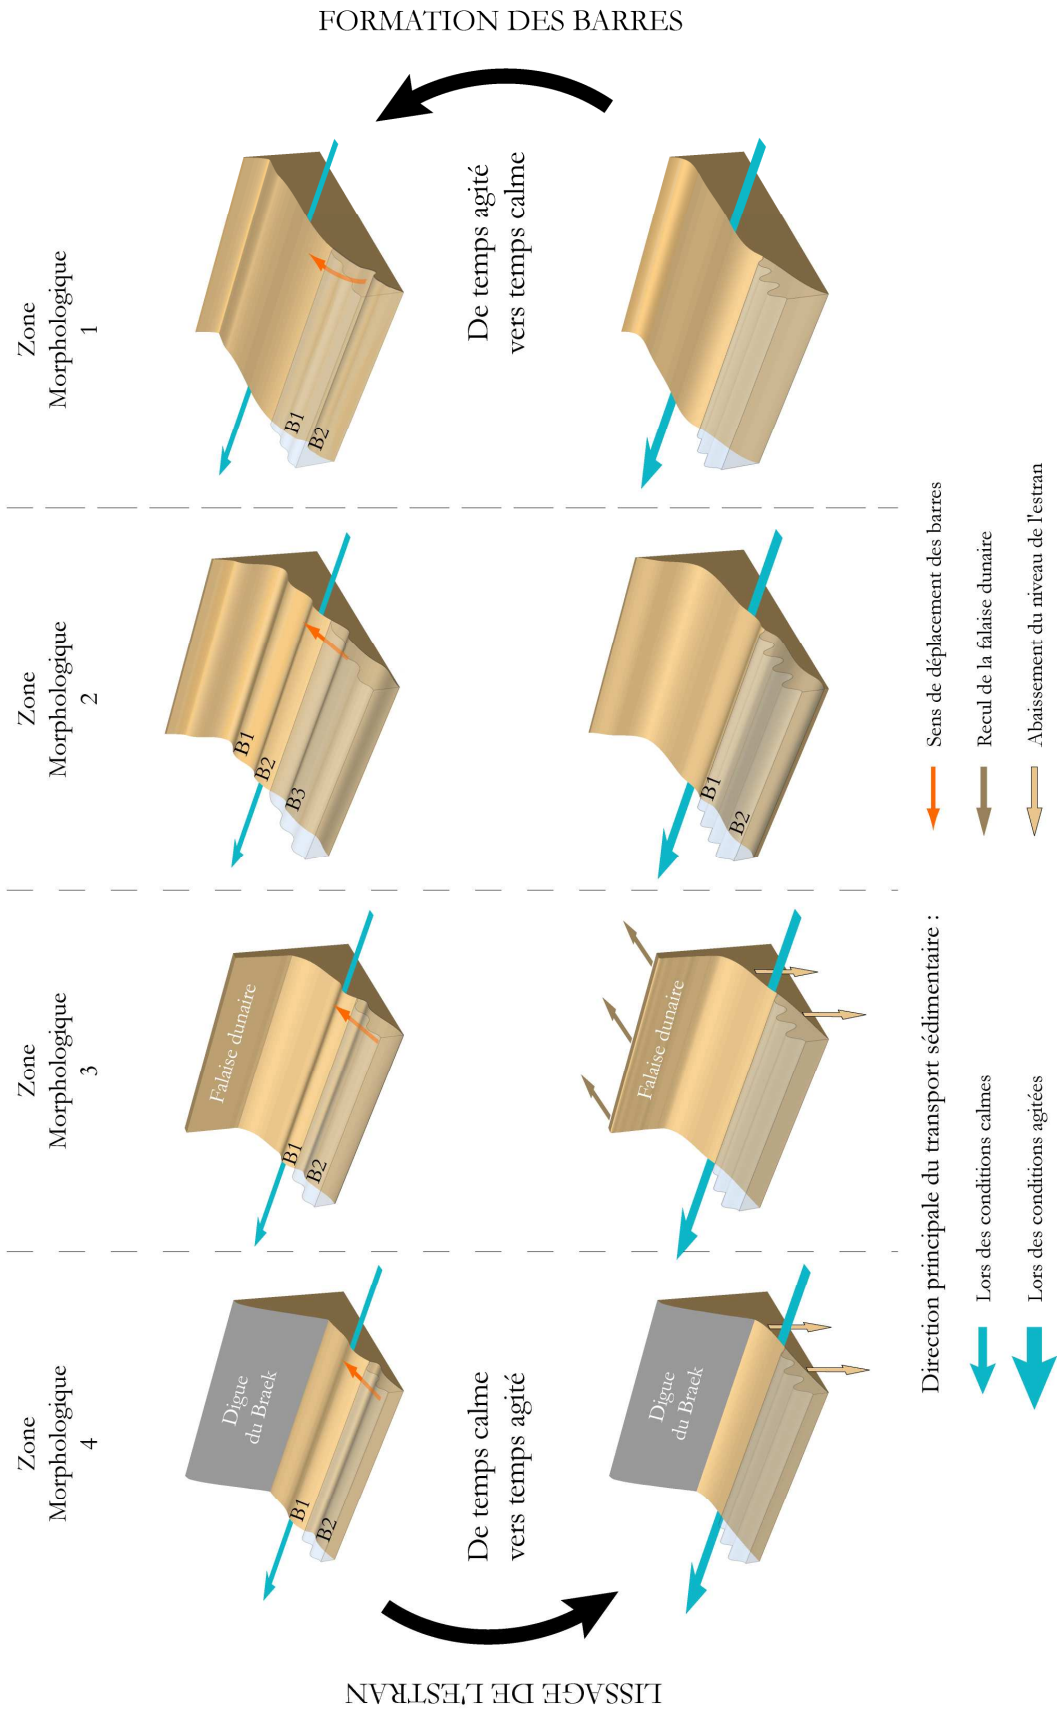 FORMATION DES BARRES
Zone
Morphologique
4
Zone
Morphologique
3
Zone
Morphologique
2
Zone
Morphologique
1
Digue
du Braek
B1
B2
Falaise dunaire
B1
B2
B1
B2
B3
B1
B2
De temps calme
vers temps agité
De temps agité
vers temps calme
Digue
du Braek
Falaise dunaire
B1
B2
Direction principale du transport sédimentaire :
Lors des conditions calmes
Lors des conditions agitées
Sens de déplacement des barres
Recul de la falaise dunaire
Abaissement du niveau de l'estran
LISSAGE DE L'ESTRAN